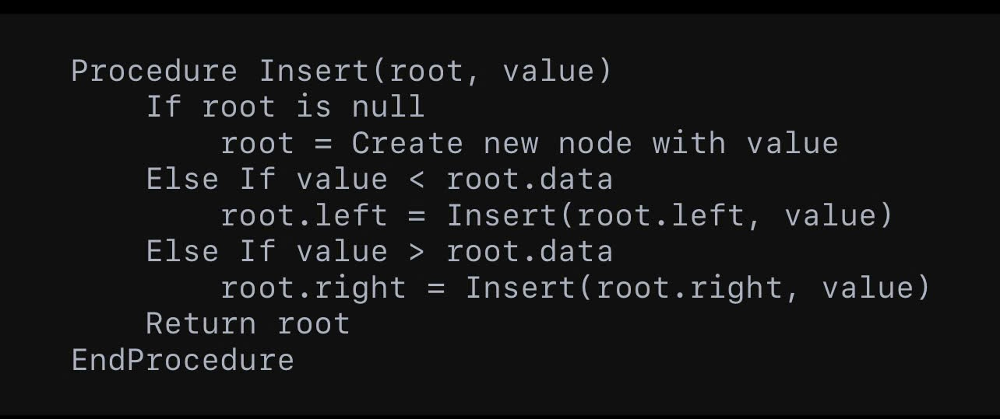 Procedure Insert(root, value)
    If root is null
        root = Create new node with value
    Else If value < root.data
        root.left = Insert(root.left, value)
    Else If value > root.data
        root.right = Insert(root.right, value)
    Return root
EndProcedure